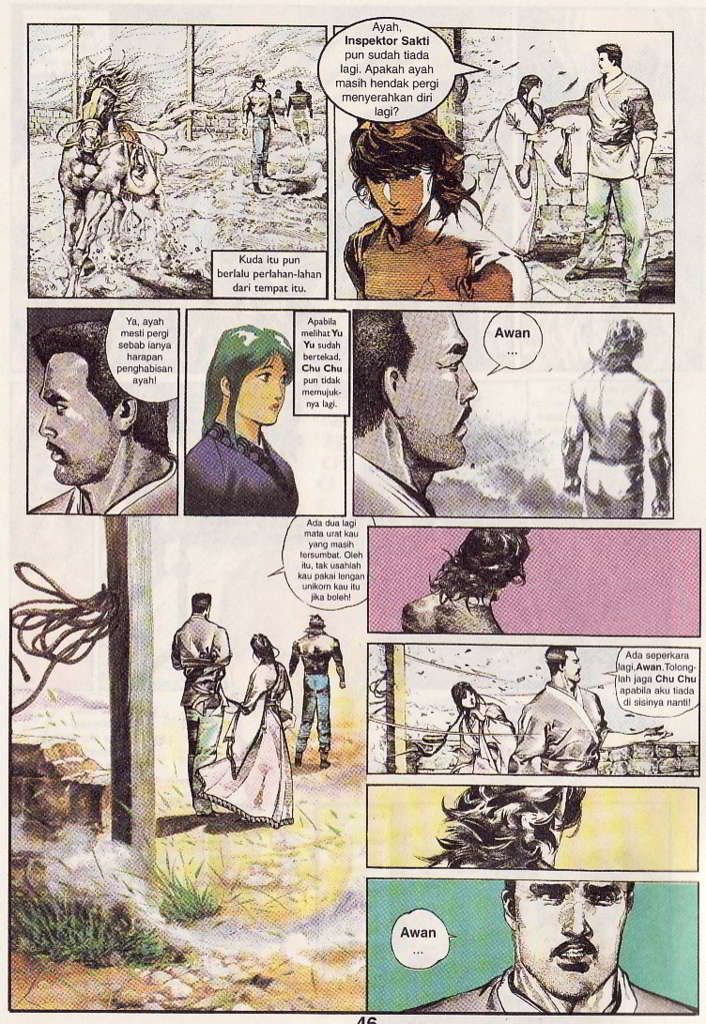 Ayah,
Inspektor Sakti
pun sudah tiada
lagi. Apakah ayah
masih hendak pergi
menyerahkan diri
lagi?
Kuda itu pun
berlalu perlahan-lahan
dari tempat itu.
Ya, ayah
mesti pergi
sebab ianya
harapan
penghabisan
ayah!
Apabila
melihat Yu
Yu sudah
bertekad,
Chu Chu
pun tidak
memujuk-
nya lagi.
Awan
...
Ada dua lagi
mata urat kau
yang masih
tersumbat. Oleh
itu, tak usahlah
kau pakai lengan
unikorn kau itu
jika boleh!
Ada seperkara
lagi, Awan. Tolong-
lah jaga Chu Chu
apabila aku tiada
di sisinya nanti!
Awan
...
46